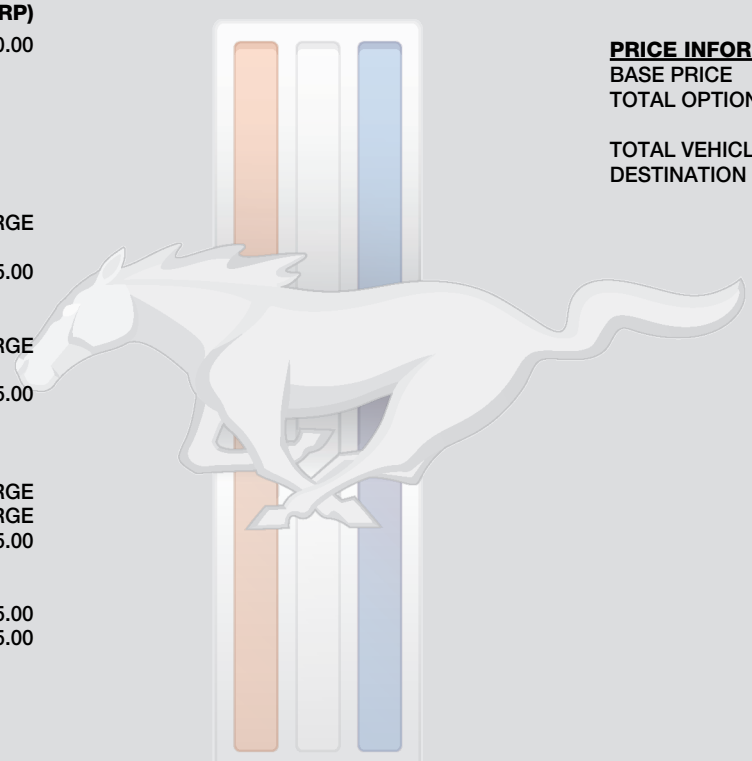 RP)
0.00
RGE
5.00
RGE
5.00
RGE
RGE
5.00
5.00
5.00
PRICE INFOR
BASE PRICE
TOTAL OPTION
TOTAL VEHICL
DESTINATION